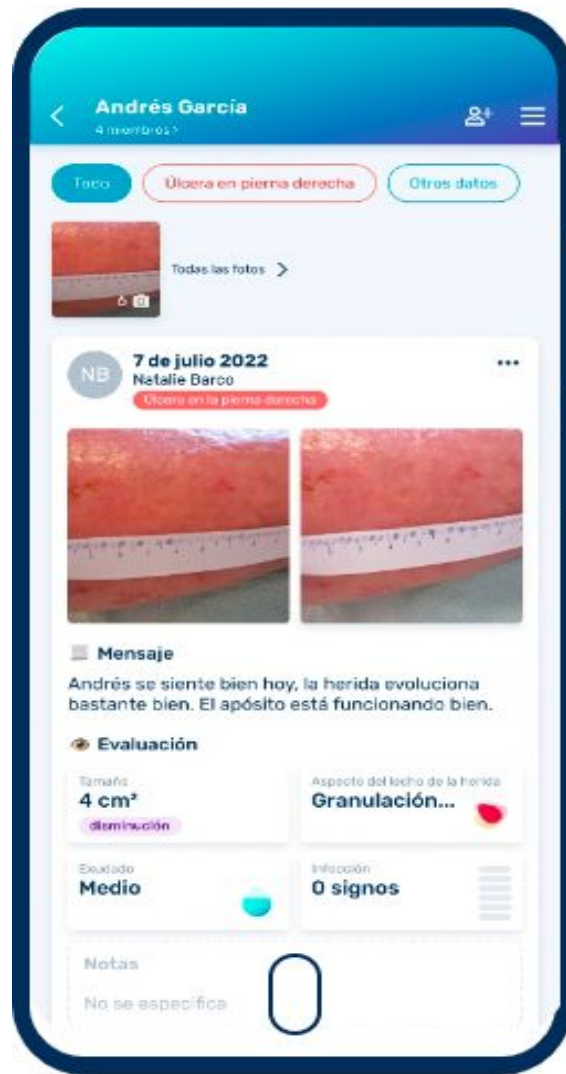 Andrés García
4 miembros >
Todo
Úlcera en pierna derecha
Otros datos
6
Todas las fotos >
NB
7 de julio 2022
Natalie Barco
Úlcera en la pierna derecha
Mensaje
Andrés se siente bien hoy, la herida evoluciona
bastante bien. El apósito está funcionando bien.
Evaluación
Tamaño
4 cm²
disminución
Aspecto del lecho de la herida
Granulación...
Exudado
Medio
Infección
0 signos
Notas
No se especifica